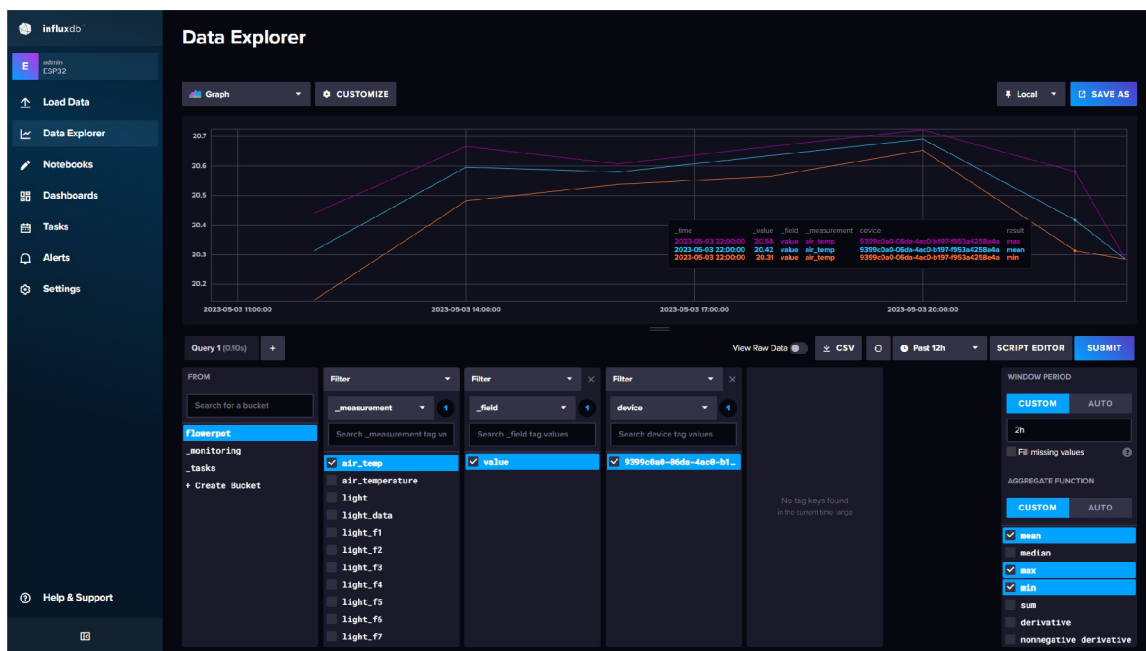 influxdb
Data Explorer
E
admin
ESP32
Load Data
Data Explorer
Notebooks
Dashboards
Tasks
Alerts
Settings
Help & Support
Graph
CUSTOMIZE
Local
SAVE AS
20.7
20.6
20.5
20.4
20.3
20.2
_time _value _field _measurement device result
2023-05-03 22:00:00 20.58 value air_temp 9399c0a0-06da-4ac0-b197-f953a4258e4a max
2023-05-03 22:00:00 20.42 value air_temp 9399c0a0-06da-4ac0-b197-f953a4258e4a mean
2023-05-03 22:00:00 20.31 value air_temp 9399c0a0-06da-4ac0-b197-f953a4258e4a min
2023-05-03 11:00:00 2023-05-03 14:00:00 2023-05-03 17:00:00 2023-05-03 20:00:00
Query 1 (0.10s) +
View Raw Data CSV Past 12h SCRIPT EDITOR SUBMIT
FROM
Search for a bucket
flowerpot
_monitoring
_tasks
+ Create Bucket
Filter
_measurement 1
Search _measurement tag va
air_temp
air_temperature
light
light_data
light_f1
light_f2
light_f3
light_f4
light_f5
light_f6
light_f7
Filter
_field 1
Search _field tag values
value
Filter
device 1
Search device tag values
9399c0a0-06da-4ac0-b1…
No tag keys found
in the current time range
WINDOW PERIOD
CUSTOM AUTO
2h
Fill missing values ?
AGGREGATE FUNCTION
CUSTOM AUTO
mean
median
max
min
sum
derivative
nonnegative derivative